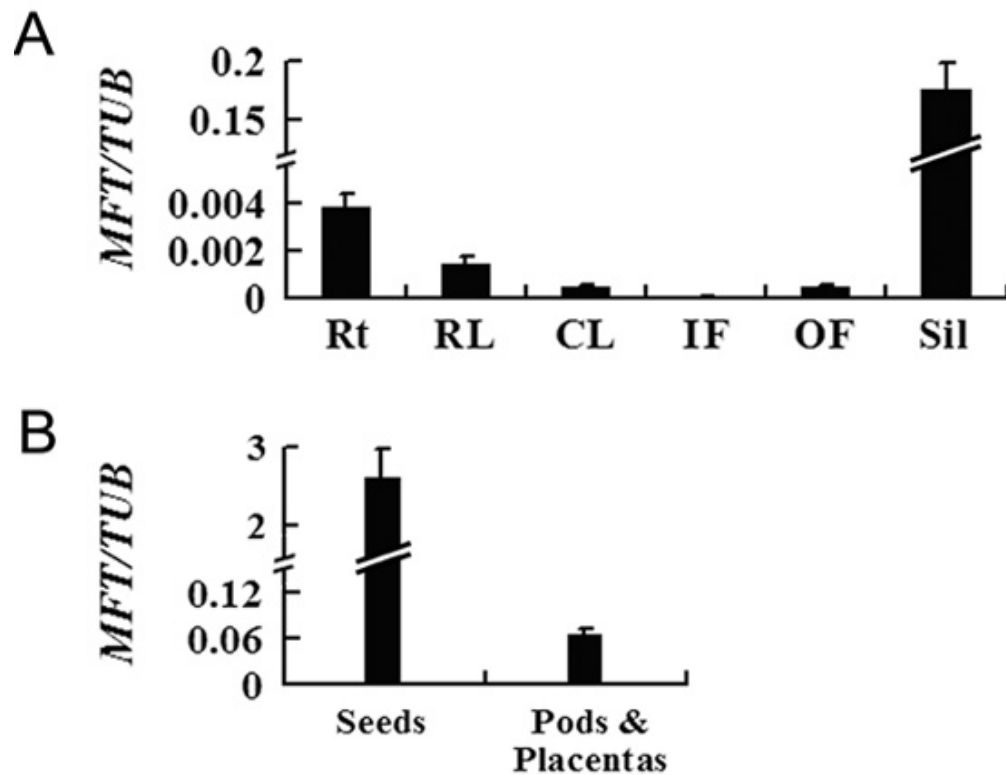 A
MFT/TUB
0.2
0.15
0.004
0.002
0
Rt RL CL IF OF Sil
B
MFT/TUB
3
2
0.12
0.06
0
Seeds Pods &
Placentas